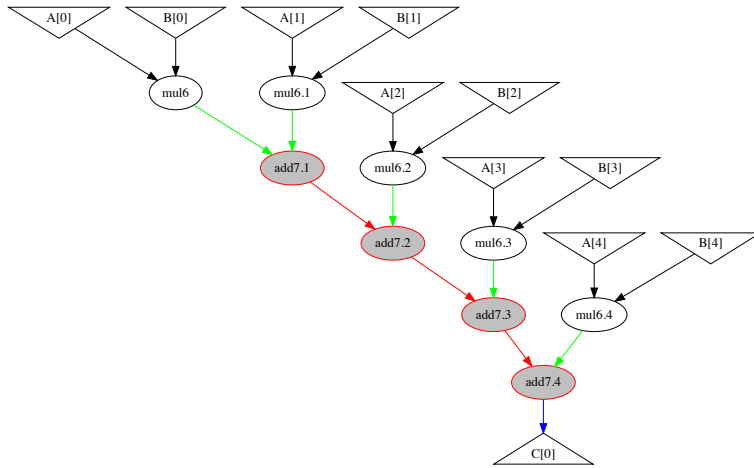 A[0]
B[0]
A[1]
B[1]
mul6
mul6.1
A[2]
B[2]
add7.1
mul6.2
A[3]
B[3]
add7.2
mul6.3
A[4]
B[4]
add7.3
mul6.4
add7.4
C[0]